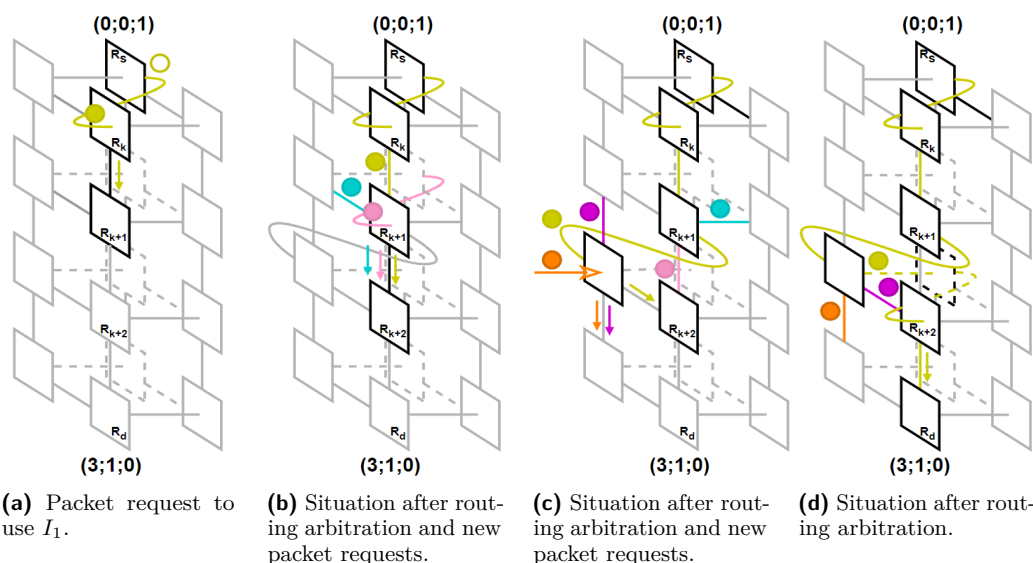 (0;0;1) (0;0;1) (0;0;1) (0;0;1)
Rs Rs Rs Rs
Rk Rk Rk Rk
Rk+1 Rk+1 Rk+1 Rk+1
Rk+2 Rk+2 Rk+2 Rk+2
Rd Rd Rd Rd
(3;1;0) (3;1;0) (3;1;0) (3;1;0)
(a) Packet request to
use I1.
(b) Situation after rout-
ing arbitration and new
packet requests.
(c) Situation after rout-
ing arbitration and new
packet requests.
(d) Situation after rout-
ing arbitration.